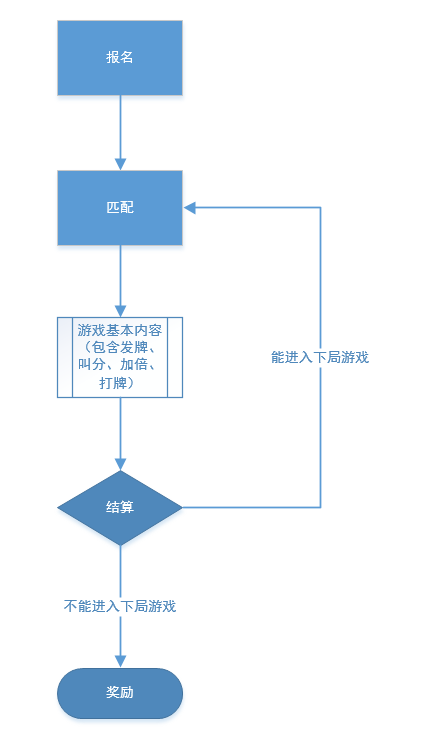 报名
匹配
游戏基本内容
（包含发牌、
叫分、加倍、
打牌）
能进入下局游戏
结算
不能进入下局游戏
奖励